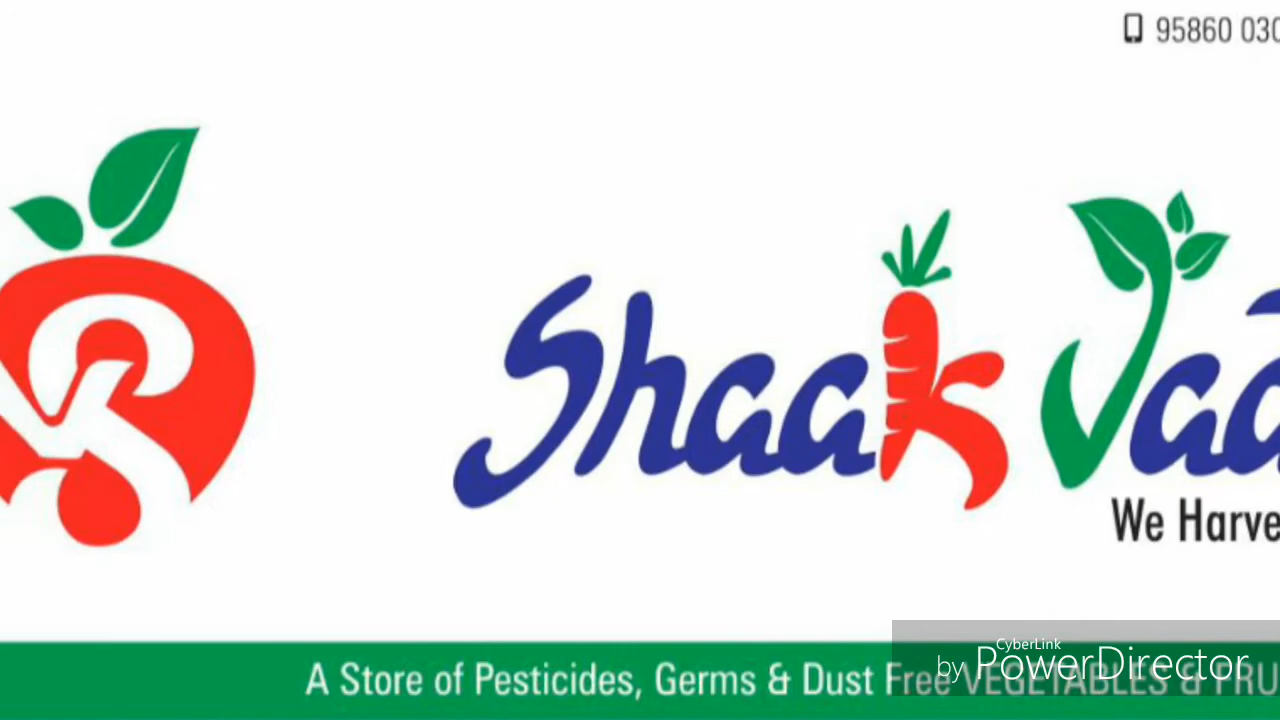 95860 030
Shaak Vaa
We Harve
A Store of Pesticides, Germs & Dust Free VEGETABLES & FRU
CyberLink
by PowerDirector